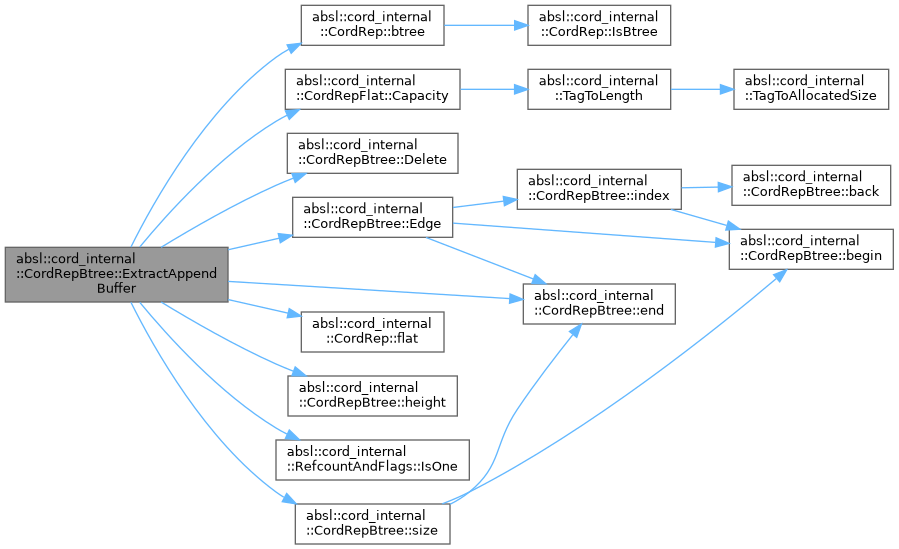 absl::cord_internal
::CordRep::btree
absl::cord_internal
::CordRep::IsBtree
absl::cord_internal
::CordRepFlat::Capacity
absl::cord_internal
::TagToLength
absl::cord_internal
::TagToAllocatedSize
absl::cord_internal
::CordRepBtree::Delete
absl::cord_internal
::CordRepBtree::index
absl::cord_internal
::CordRepBtree::back
absl::cord_internal
::CordRepBtree::Edge
absl::cord_internal
::CordRepBtree::begin
absl::cord_internal
::CordRepBtree::ExtractAppend
Buffer
absl::cord_internal
::CordRepBtree::end
absl::cord_internal
::CordRep::flat
absl::cord_internal
::CordRepBtree::height
absl::cord_internal
::RefcountAndFlags::IsOne
absl::cord_internal
::CordRepBtree::size